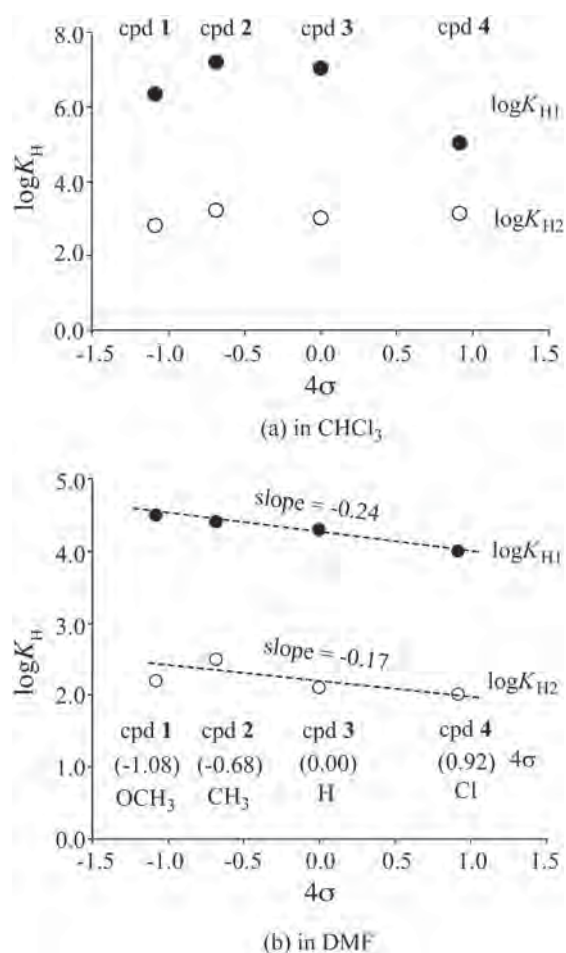 cpd 1 cpd 2 cpd 3 cpd 4
8.0
6.0
4.0
2.0
0.0
logK_H
logK_H1
logK_H2
-1.5 -1.0 -0.5 0.0 0.5 1.0 1.5
4σ
(a) in CHCl₃
5.0
4.0
3.0
2.0
1.0
0.0
logK_H
slope = -0.24
logK_H1
slope = -0.17
logK_H2
cpd 1 cpd 2 cpd 3 cpd 4
(-1.08) (-0.68) (0.00) (0.92) 4σ
OCH₃ CH₃ H Cl
-1.5 -1.0 -0.5 0.0 0.5 1.0 1.5
4σ
(b) in DMF